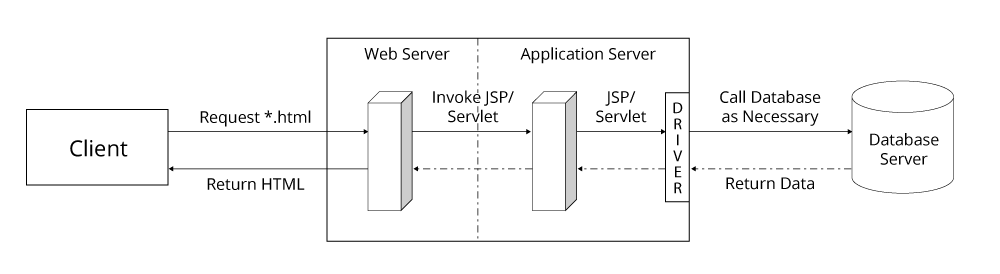 Web Server
Application Server
Client
Request *.html
Return HTML
Invoke JSP/
Servlet
JSP/
Servlet
DRIVER
Call Database
as Necessary
Return Data
Database
Server